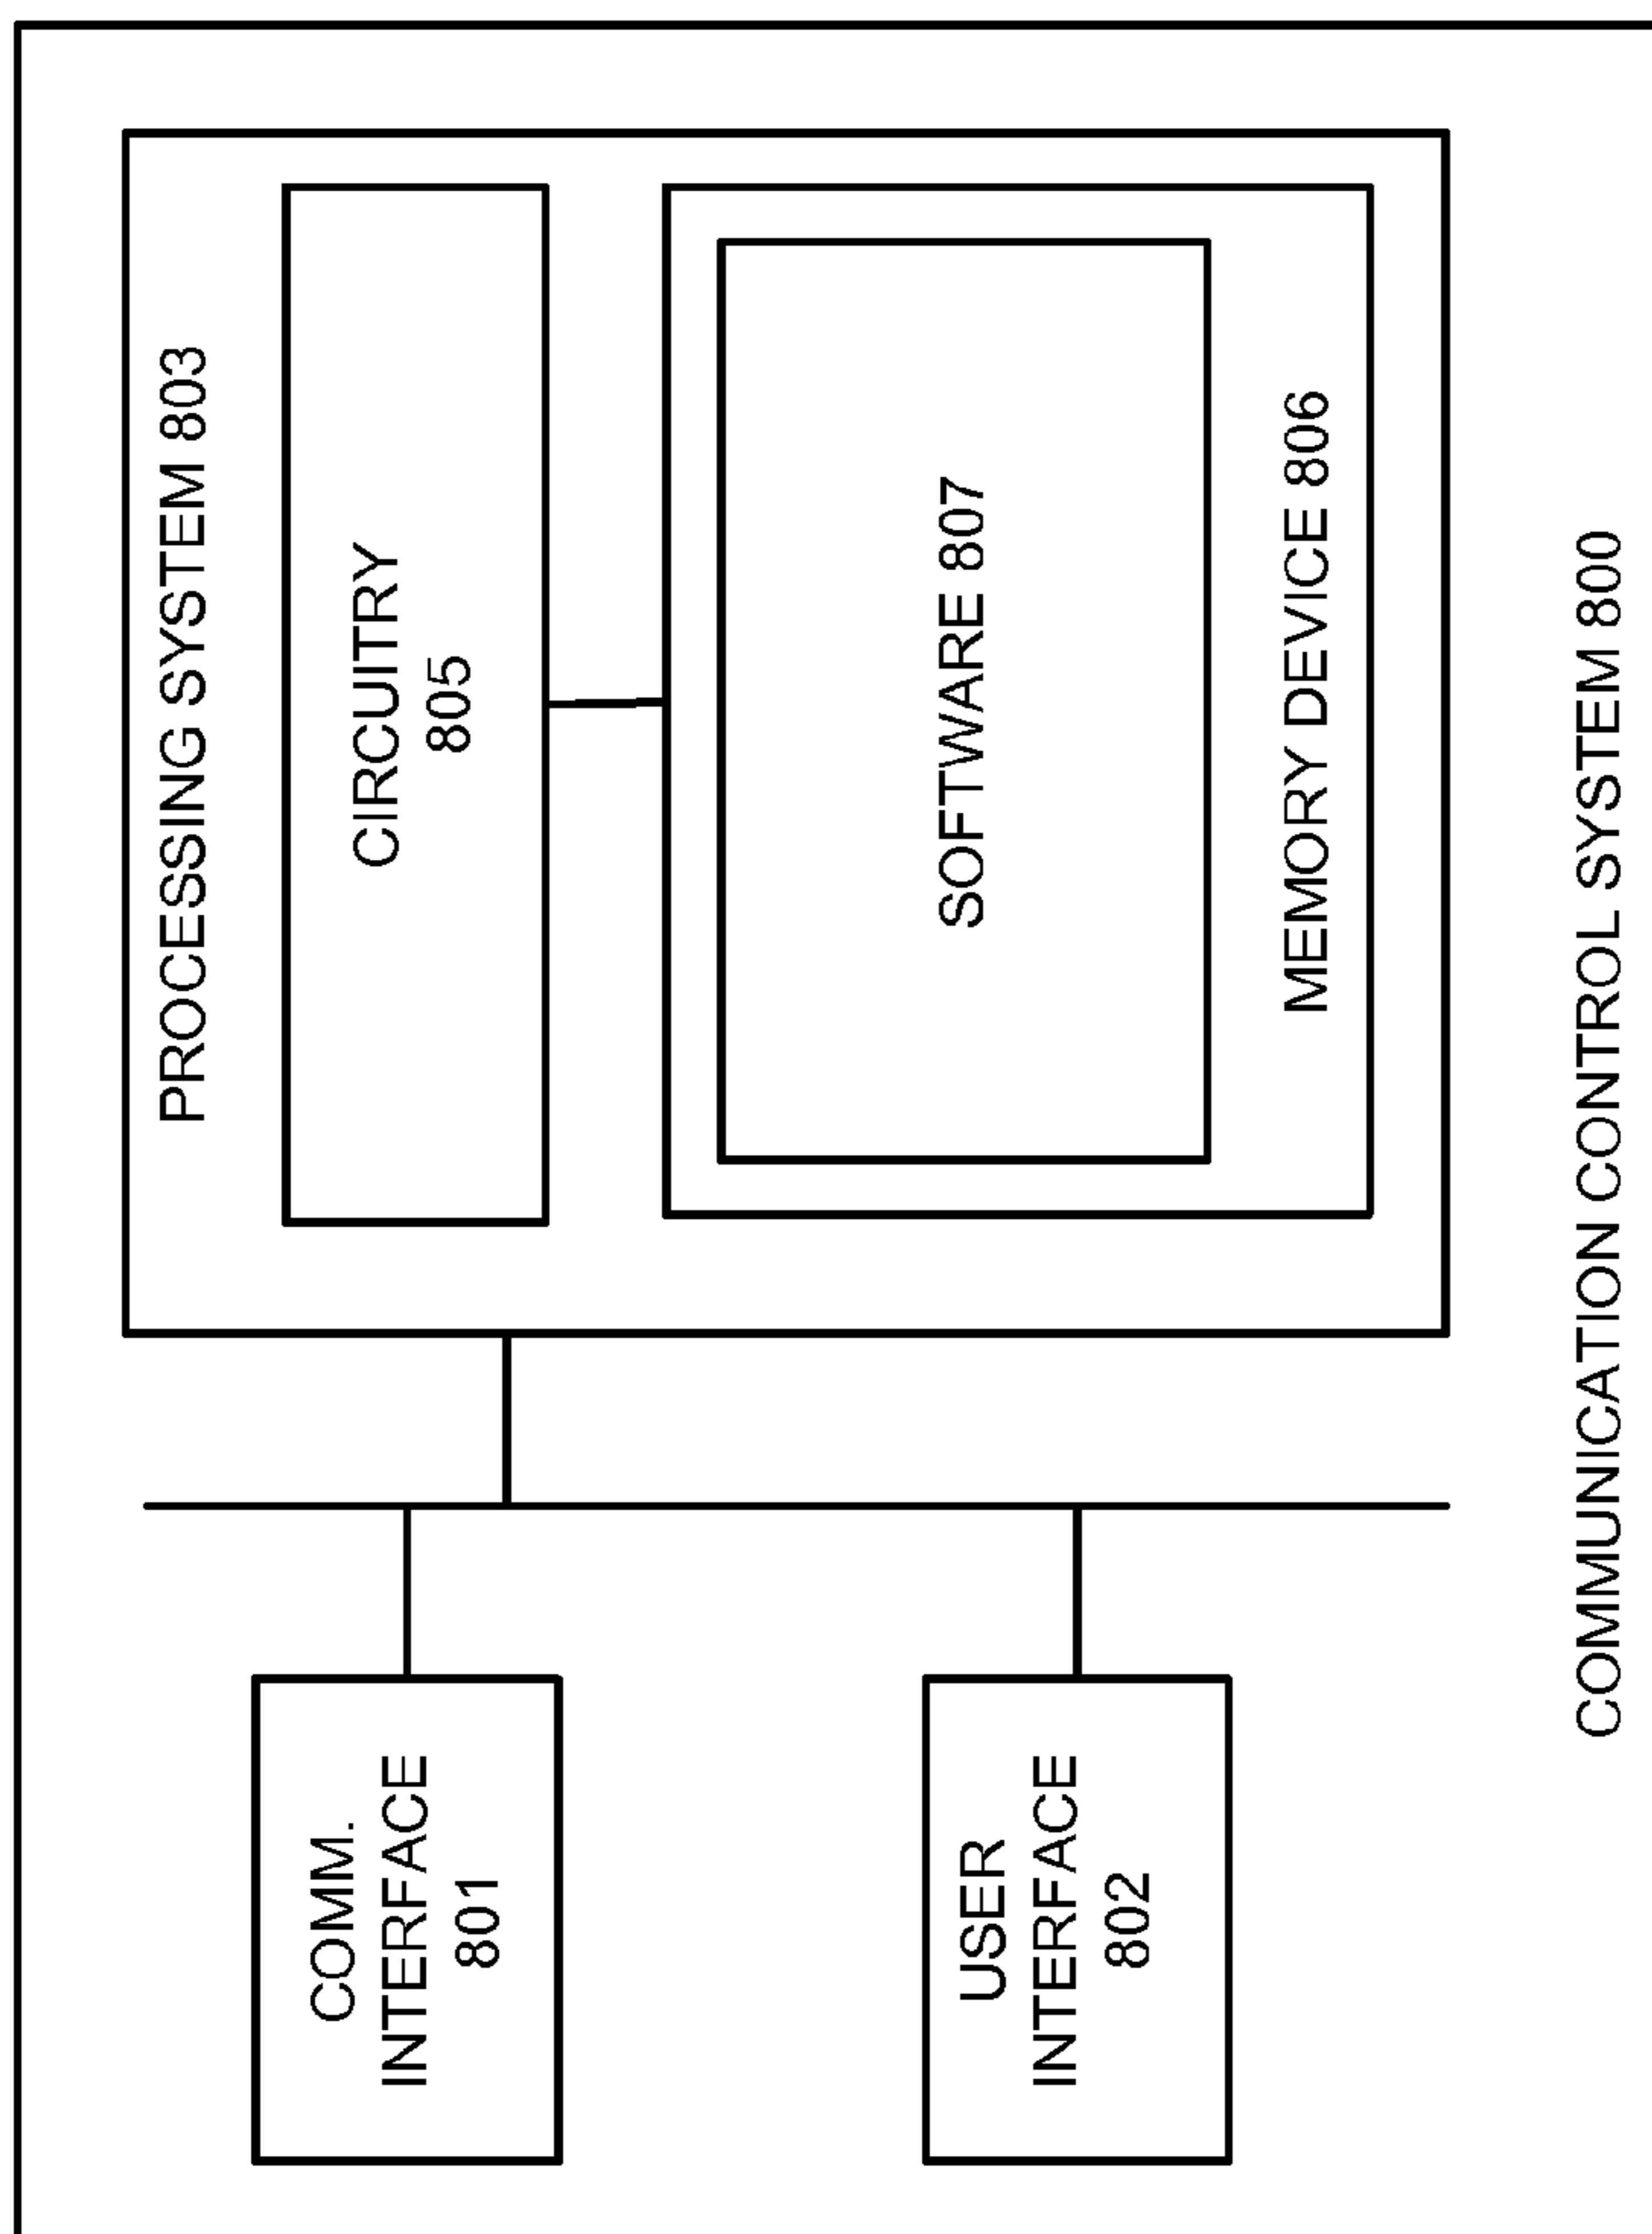 PROCESSING SYSTEM 803
CIRCUITRY
805
SOFTWARE 807
MEMORY DEVICE 806
COMM.
INTERFACE
801
USER
INTERFACE
802
COMMUNICATION CONTROL SYSTEM 800